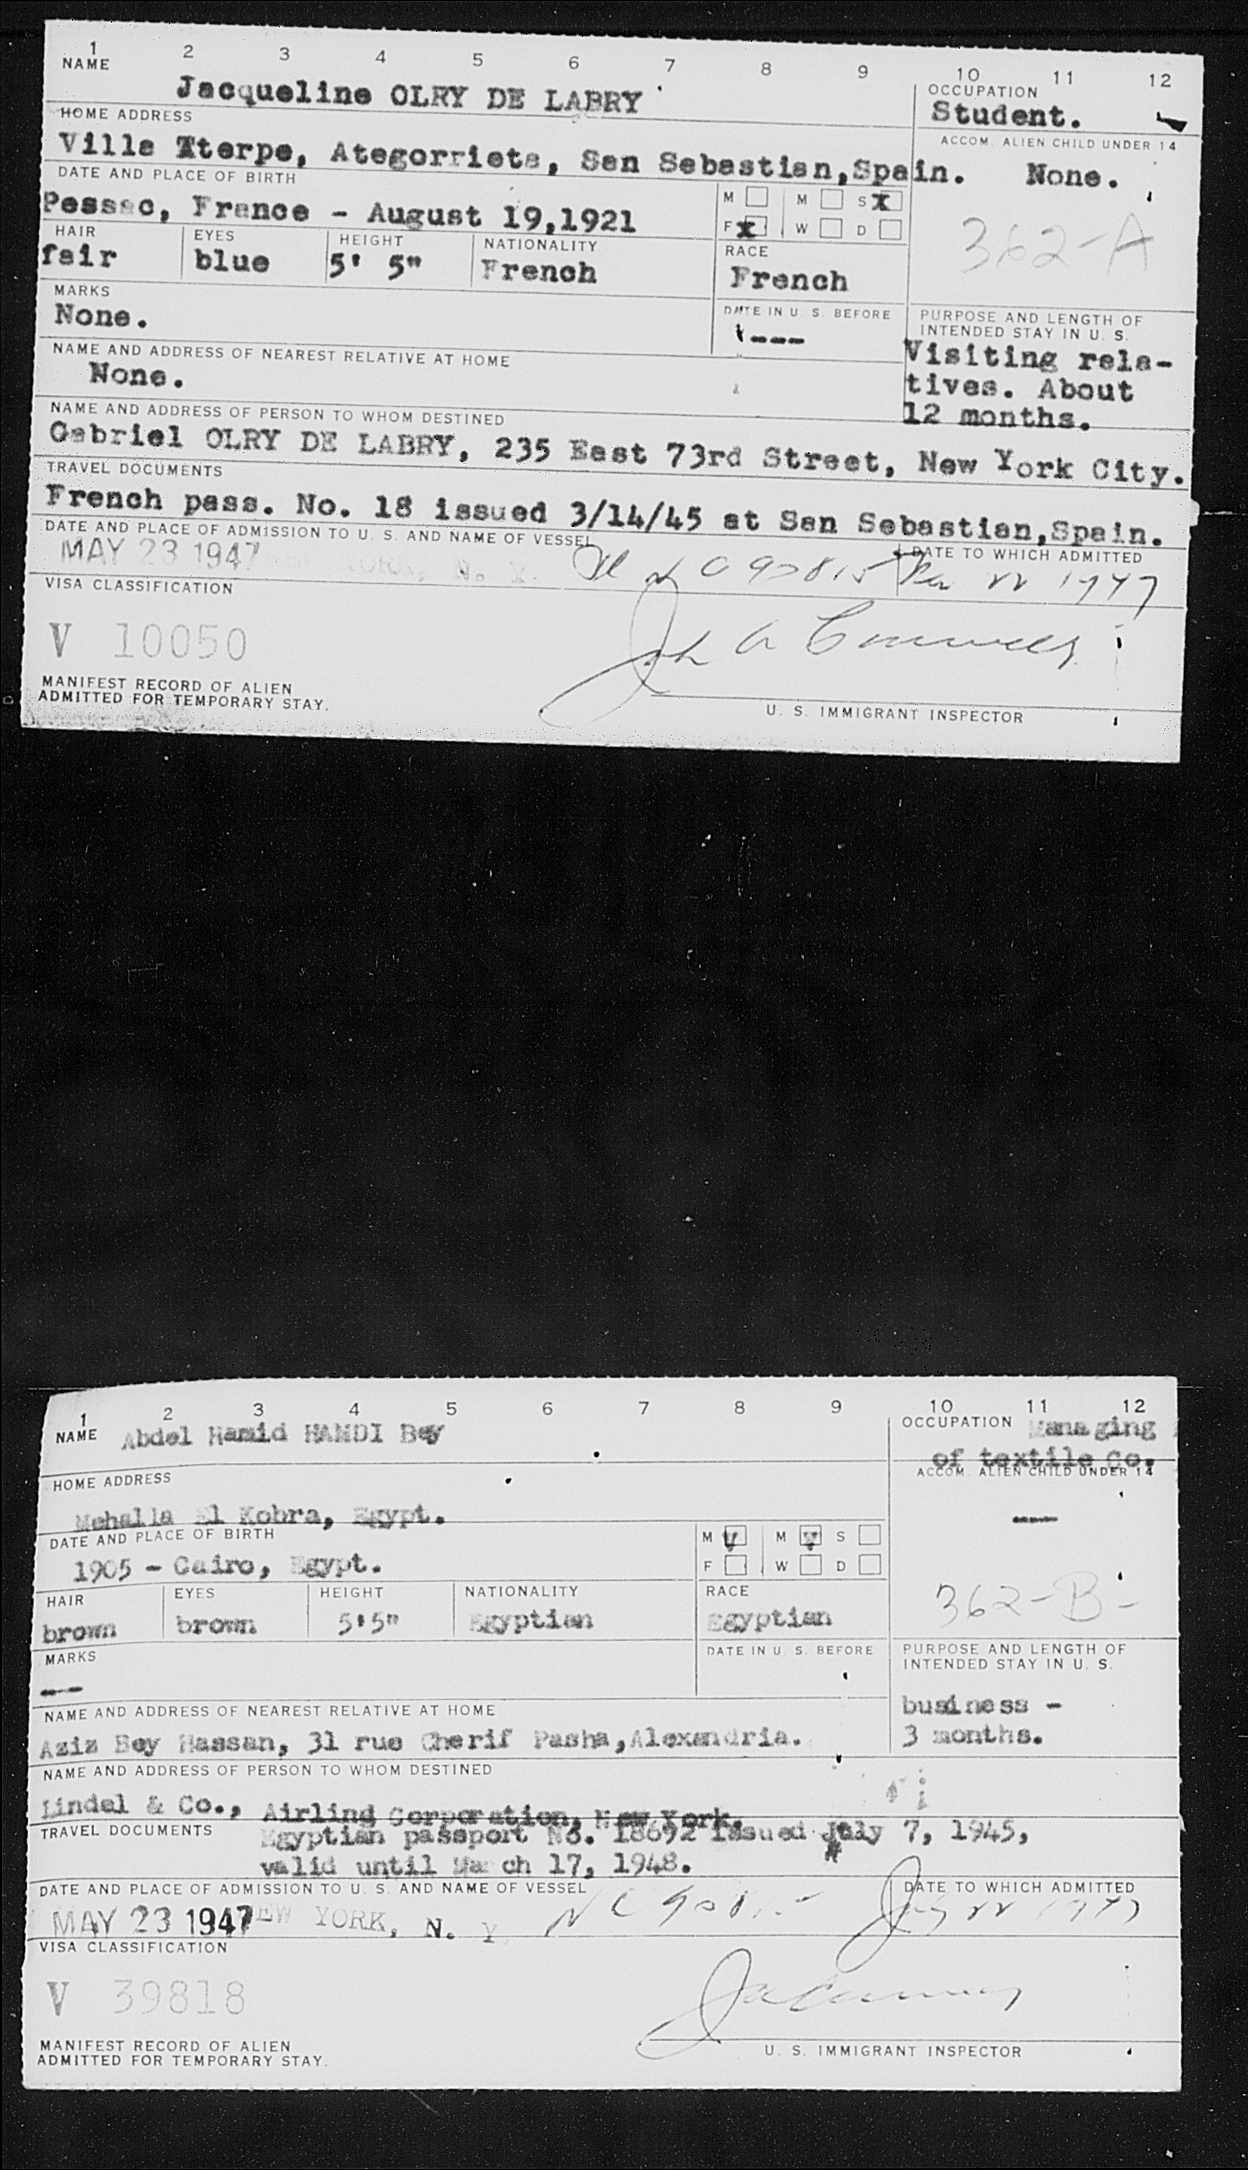 1 2 3 4 5 6 7 8 9 10 11 12
NAME
Jacqueline OLRY DE LABRY
OCCUPATION
Student.
HOME ADDRESS
ACCOM. ALIEN CHILD UNDER 14
Ville Iterpe, Ategorrieta, San Sebastian,Spain. None.
DATE AND PLACE OF BIRTH
M M S x
Pessac, France - August 19,1921
F x W D
362-A
HAIR EYES HEIGHT NATIONALITY RACE
fair blue 5' 5" French French
MARKS
DATE IN U. S. BEFORE
PURPOSE AND LENGTH OF
INTENDED STAY IN U. S.
None.
----
Visiting rela-
NAME AND ADDRESS OF NEAREST RELATIVE AT HOME
None.
tives. About
12 months.
NAME AND ADDRESS OF PERSON TO WHOM DESTINED
Gabriel OLRY DE LABRY, 235 East 73rd Street, New York City.
TRAVEL DOCUMENTS
French pass. No. 18 issued 3/14/45 at San Sebastian,Spain.
DATE AND PLACE OF ADMISSION TO U. S. AND NAME OF VESSEL
DATE TO WHICH ADMITTED
MAY 23 1947 YORK, N. Y. 22 1947
VISA CLASSIFICATION
V 10050
MANIFEST RECORD OF ALIEN
ADMITTED FOR TEMPORARY STAY.
U. S. IMMIGRANT INSPECTOR
1 2 3 4 5 6 7 8 9 10 11 12
NAME
Abdel Hamid HAMDI Bey
OCCUPATION
Managing
of textile Co.
HOME ADDRESS
ACCOM. ALIEN CHILD UNDER 14
Mehalla El Kobra, Egypt.
----
DATE AND PLACE OF BIRTH
M M S
1905 - Cairo, Egypt.
F W D
362-B-
HAIR EYES HEIGHT NATIONALITY RACE
brown brown 5'5" Egyptian Egyptian
MARKS
DATE IN U. S. BEFORE
PURPOSE AND LENGTH OF
INTENDED STAY IN U. S.
---
NAME AND ADDRESS OF NEAREST RELATIVE AT HOME
business -
Aziz Bey Hassan, 31 rue Cherif Pasha,Alexandria.
3 months.
NAME AND ADDRESS OF PERSON TO WHOM DESTINED
Lindel & Co., Airling Corporation, New York.
TRAVEL DOCUMENTS
Egyptian passport No. 18692 issued July 7, 1945,
valid until March 17, 1948.
DATE AND PLACE OF ADMISSION TO U. S. AND NAME OF VESSEL
DATE TO WHICH ADMITTED
MAY 23 1947 NEW YORK, N. Y. 22 1947
VISA CLASSIFICATION
V 39818
MANIFEST RECORD OF ALIEN
ADMITTED FOR TEMPORARY STAY.
U. S. IMMIGRANT INSPECTOR